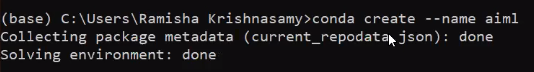 (base) C:\Users\Ramisha Krishnasamy>conda create --name aiml
Collecting package metadata (current_repodata.json): done
Solving environment: done